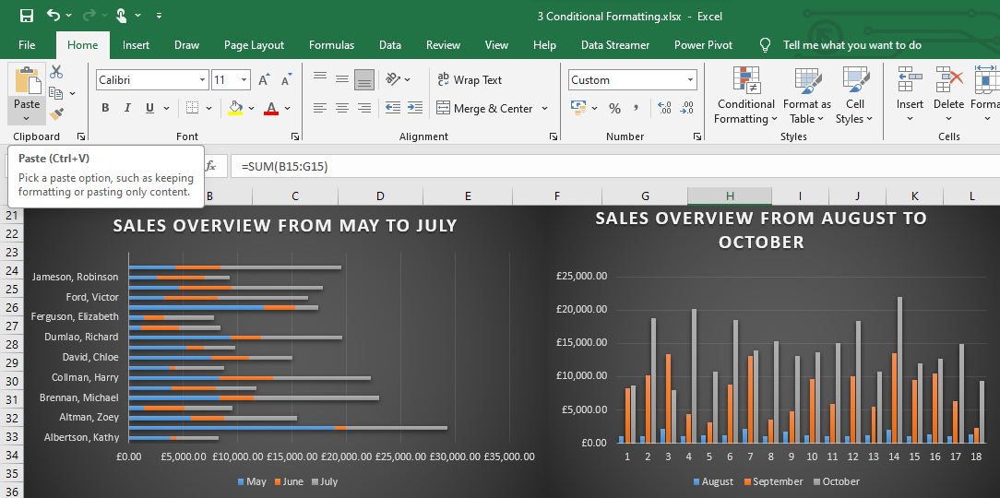 3 Conditional Formatting.xlsx - Excel
File Home Insert Draw Page Layout Formulas Data Review View Help Data Streamer Power Pivot Tell me what you want to do
Paste
Calibri 11
B I U A
Wrap Text
Merge & Center
Custom
%
Conditional Formatting
Format as Table
Cell Styles
Insert Delete Forma
Clipboard Font Alignment Number Styles Cells
Paste (Ctrl+V)
Pick a paste option, such as keeping
formatting or pasting only content.
fx =SUM(B15:G15)
B C D E F G H I J K L
21
22
23
24
25
26
27
28
29
30
31
32
33
34
35
36
SALES OVERVIEW FROM MAY TO JULY
Jameson, Robinson
Ford, Victor
Ferguson, Elizabeth
Dumlao, Richard
David, Chloe
Collman, Harry
Brennan, Michael
Altman, Zoey
Albertson, Kathy
£0.00 £5,000.00 £10,000.00 £15,000.00 £20,000.00 £25,000.00 £30,000.00 £35,000.00
May June July
SALES OVERVIEW FROM AUGUST TO
OCTOBER
£25,000.00
£20,000.00
£15,000.00
£10,000.00
£5,000.00
£0.00
1 2 3 4 5 6 7 8 9 10 11 12 13 14 15 16 17 18
August September October